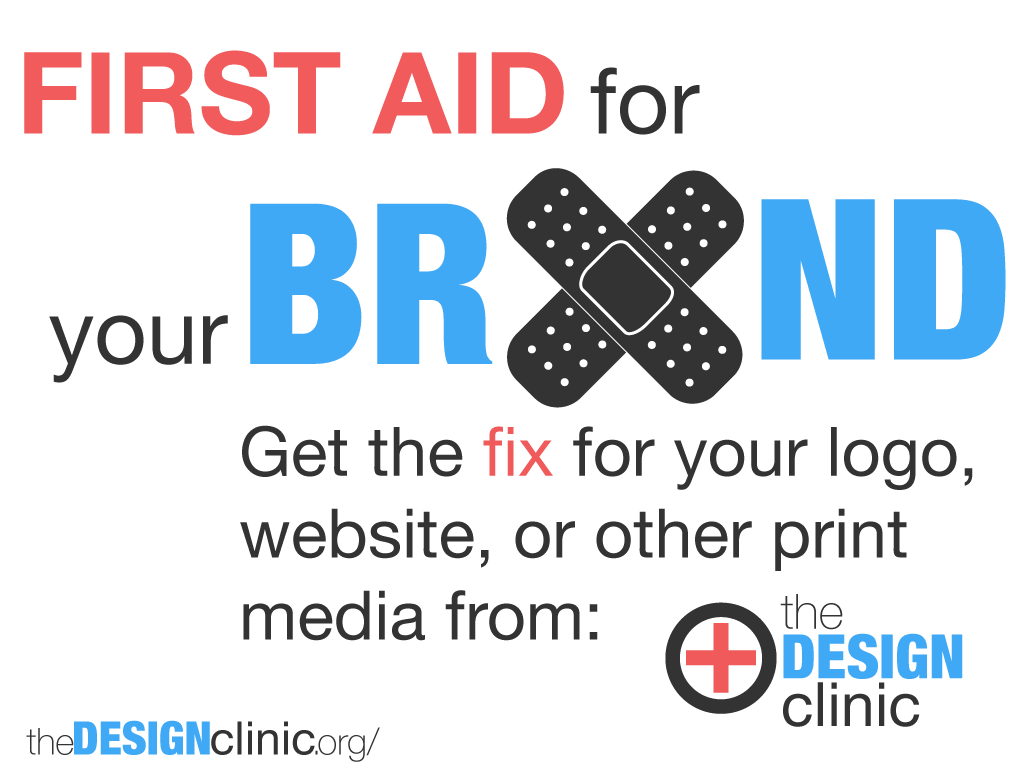 FIRST AID for
your BR ND
Get the fix for your logo,
website, or other print
media from:
the
DESIGN
clinic
theDESIGNclinic.org/